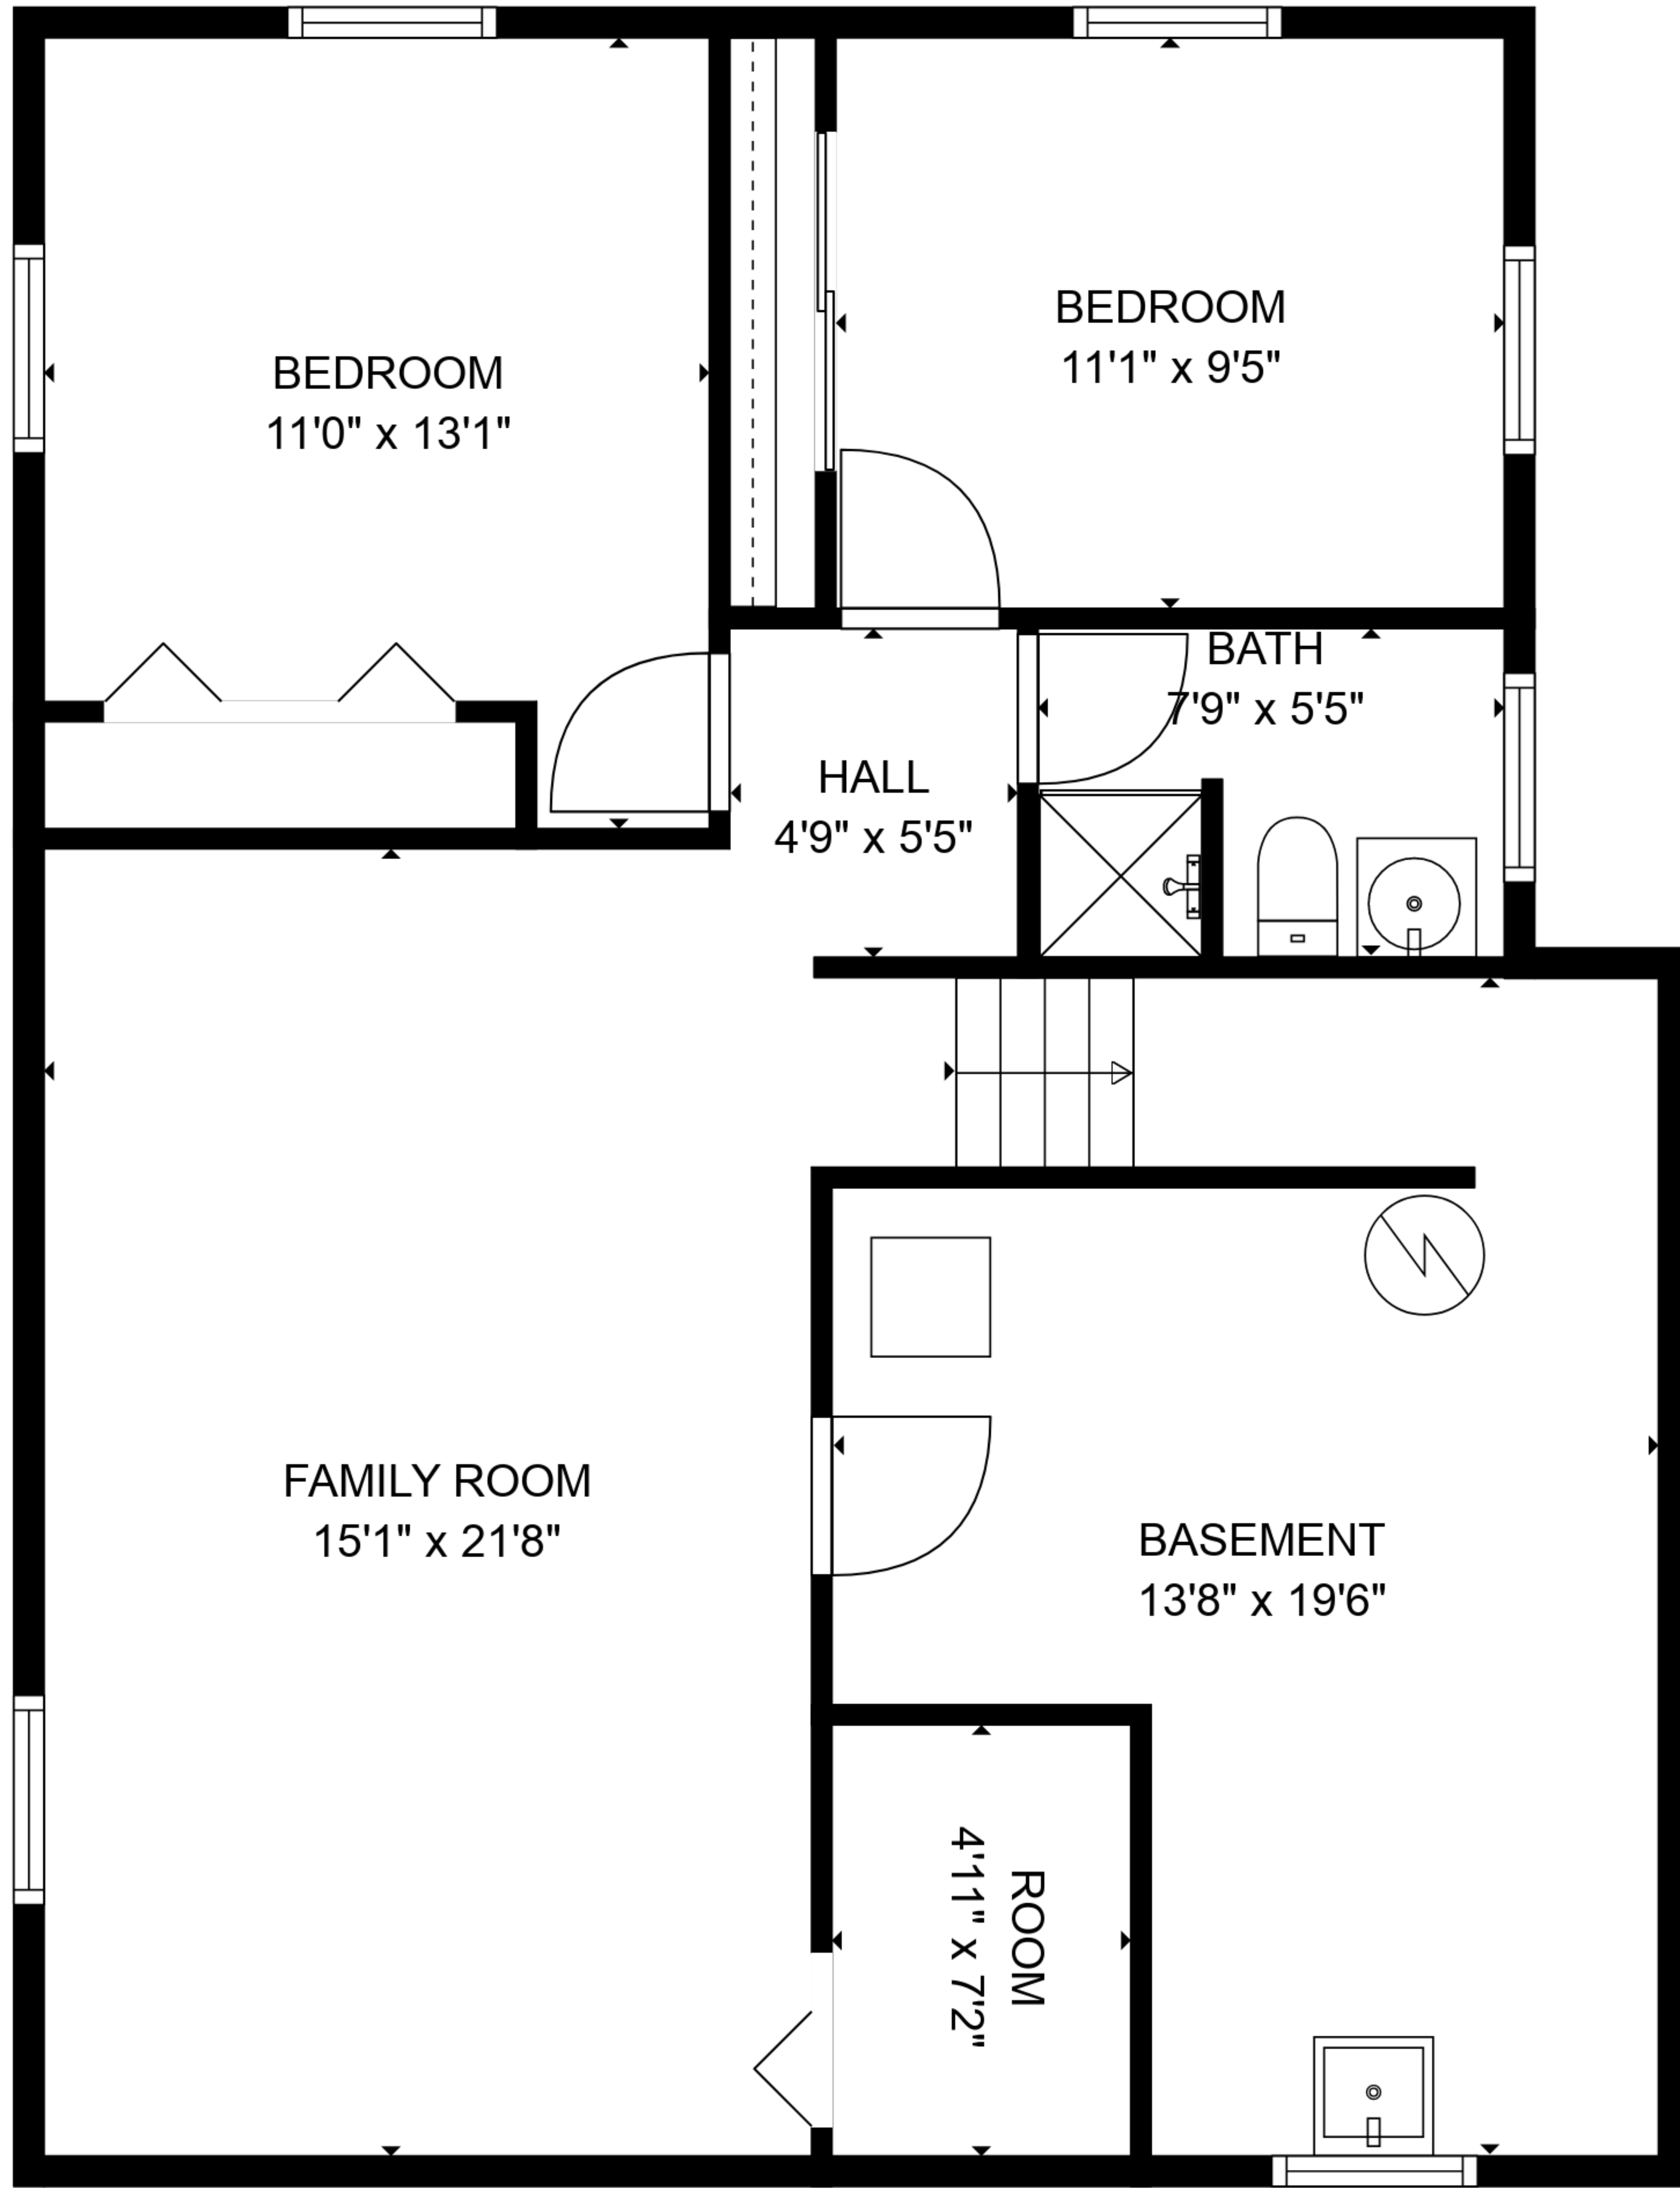 BEDROOM
11'0" x 13'1"
BEDROOM
11'1" x 9'5"
BATH
7'9" x 5'5"
HALL
4'9" x 5'5"
FAMILY ROOM
15'1" x 21'8"
BASEMENT
13'8" x 19'6"
ROOM
4'11" x 7'2"